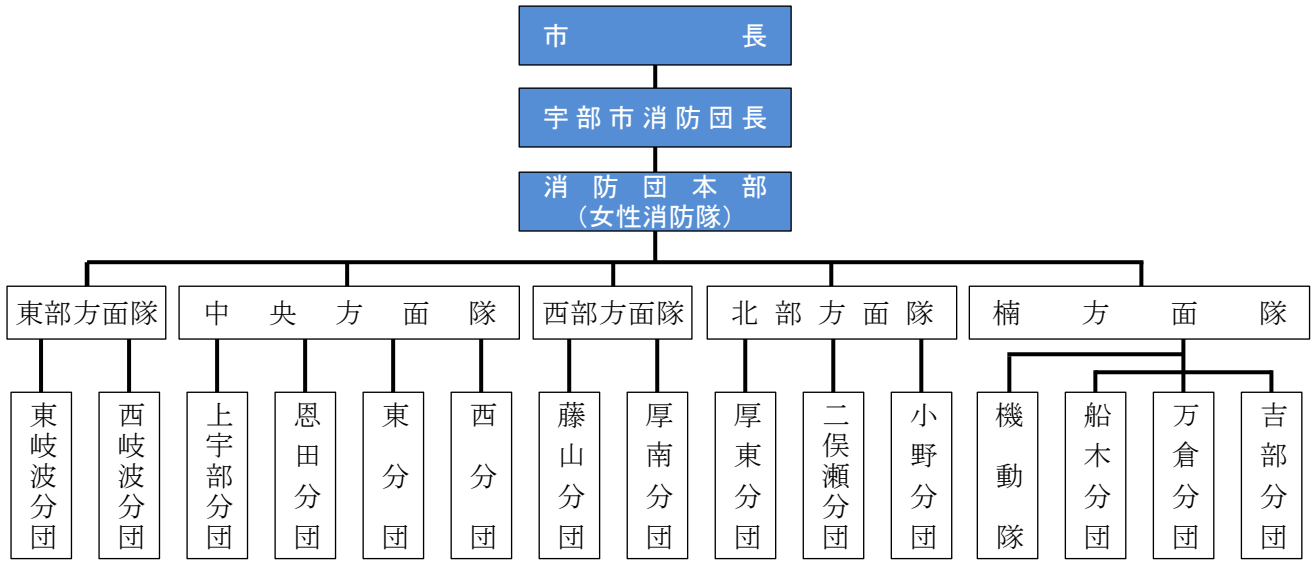 市長
宇部市消防団長
消防団本部
（女性消防隊）
東部方面隊
中央方面隊
西部方面隊
北部方面隊
楠方面隊
東岐波分団
西岐波分団
上宇部分団
恩田分団
東分団
西分団
藤山分団
厚南分団
厚東分団
二俣瀬分団
小野分団
機動隊
船木分団
万倉分団
吉部分団